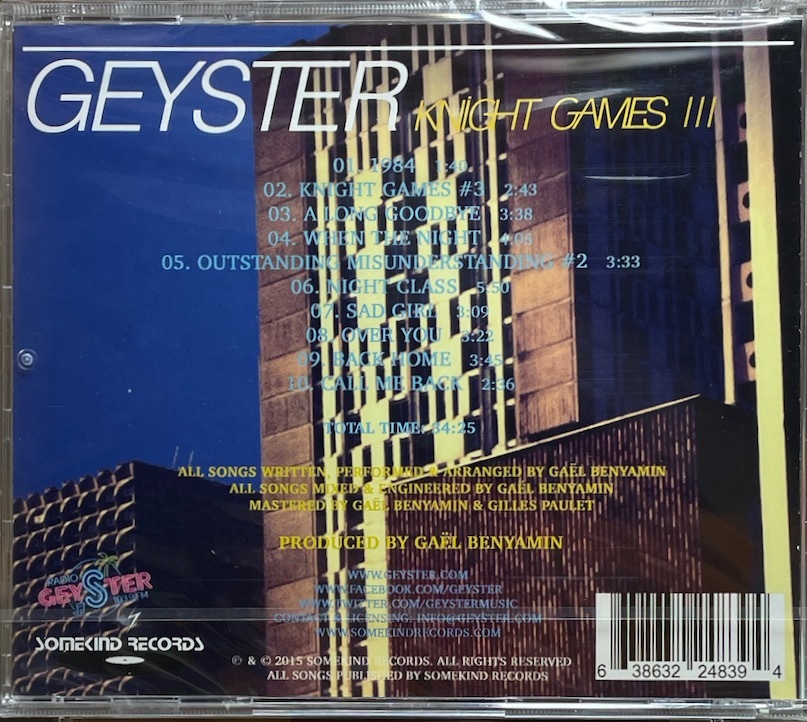 GEYSTER KNIGHT GAMES III
01. 1984 1:40
02. KNIGHT GAMES #3 2:43
03. A LONG GOODBYE 3:38
04. WHEN THE NIGHT 4:05
05. OUTSTANDING MISUNDERSTANDING #2 3:33
06. NIGHT CLASS 5:50
07. SAD GIRL 3:09
08. OVER YOU 3:22
09. BACK HOME 3:45
10. CALL ME BACK 2:36
TOTAL TIME: 34:25
ALL SONGS WRITTEN, PERFORMED & ARRANGED BY GAËL BENYAMIN
ALL SONGS MIXED & ENGINEERED BY GAËL BENYAMIN
MASTERED BY GAËL BENYAMIN & GILLES PAULET
PRODUCED BY GAËL BENYAMIN
WWW.GEYSTER.COM
WWW.FACEBOOK.COM/GEYSTER
WWW.TWITTER.COM/GEYSTERMUSIC
CONTACT & LICENSING: INFO@GEYSTER.COM
WWW.SOMEKINDRECORDS.COM
RADIO
GEYSTER
FM
SOMEKIND RECORDS
℗ & © 2015 SOMEKIND RECORDS. ALL RIGHTS RESERVED
ALL SONGS PUBLISHED BY SOMEKIND RECORDS
6 38632 24839 4